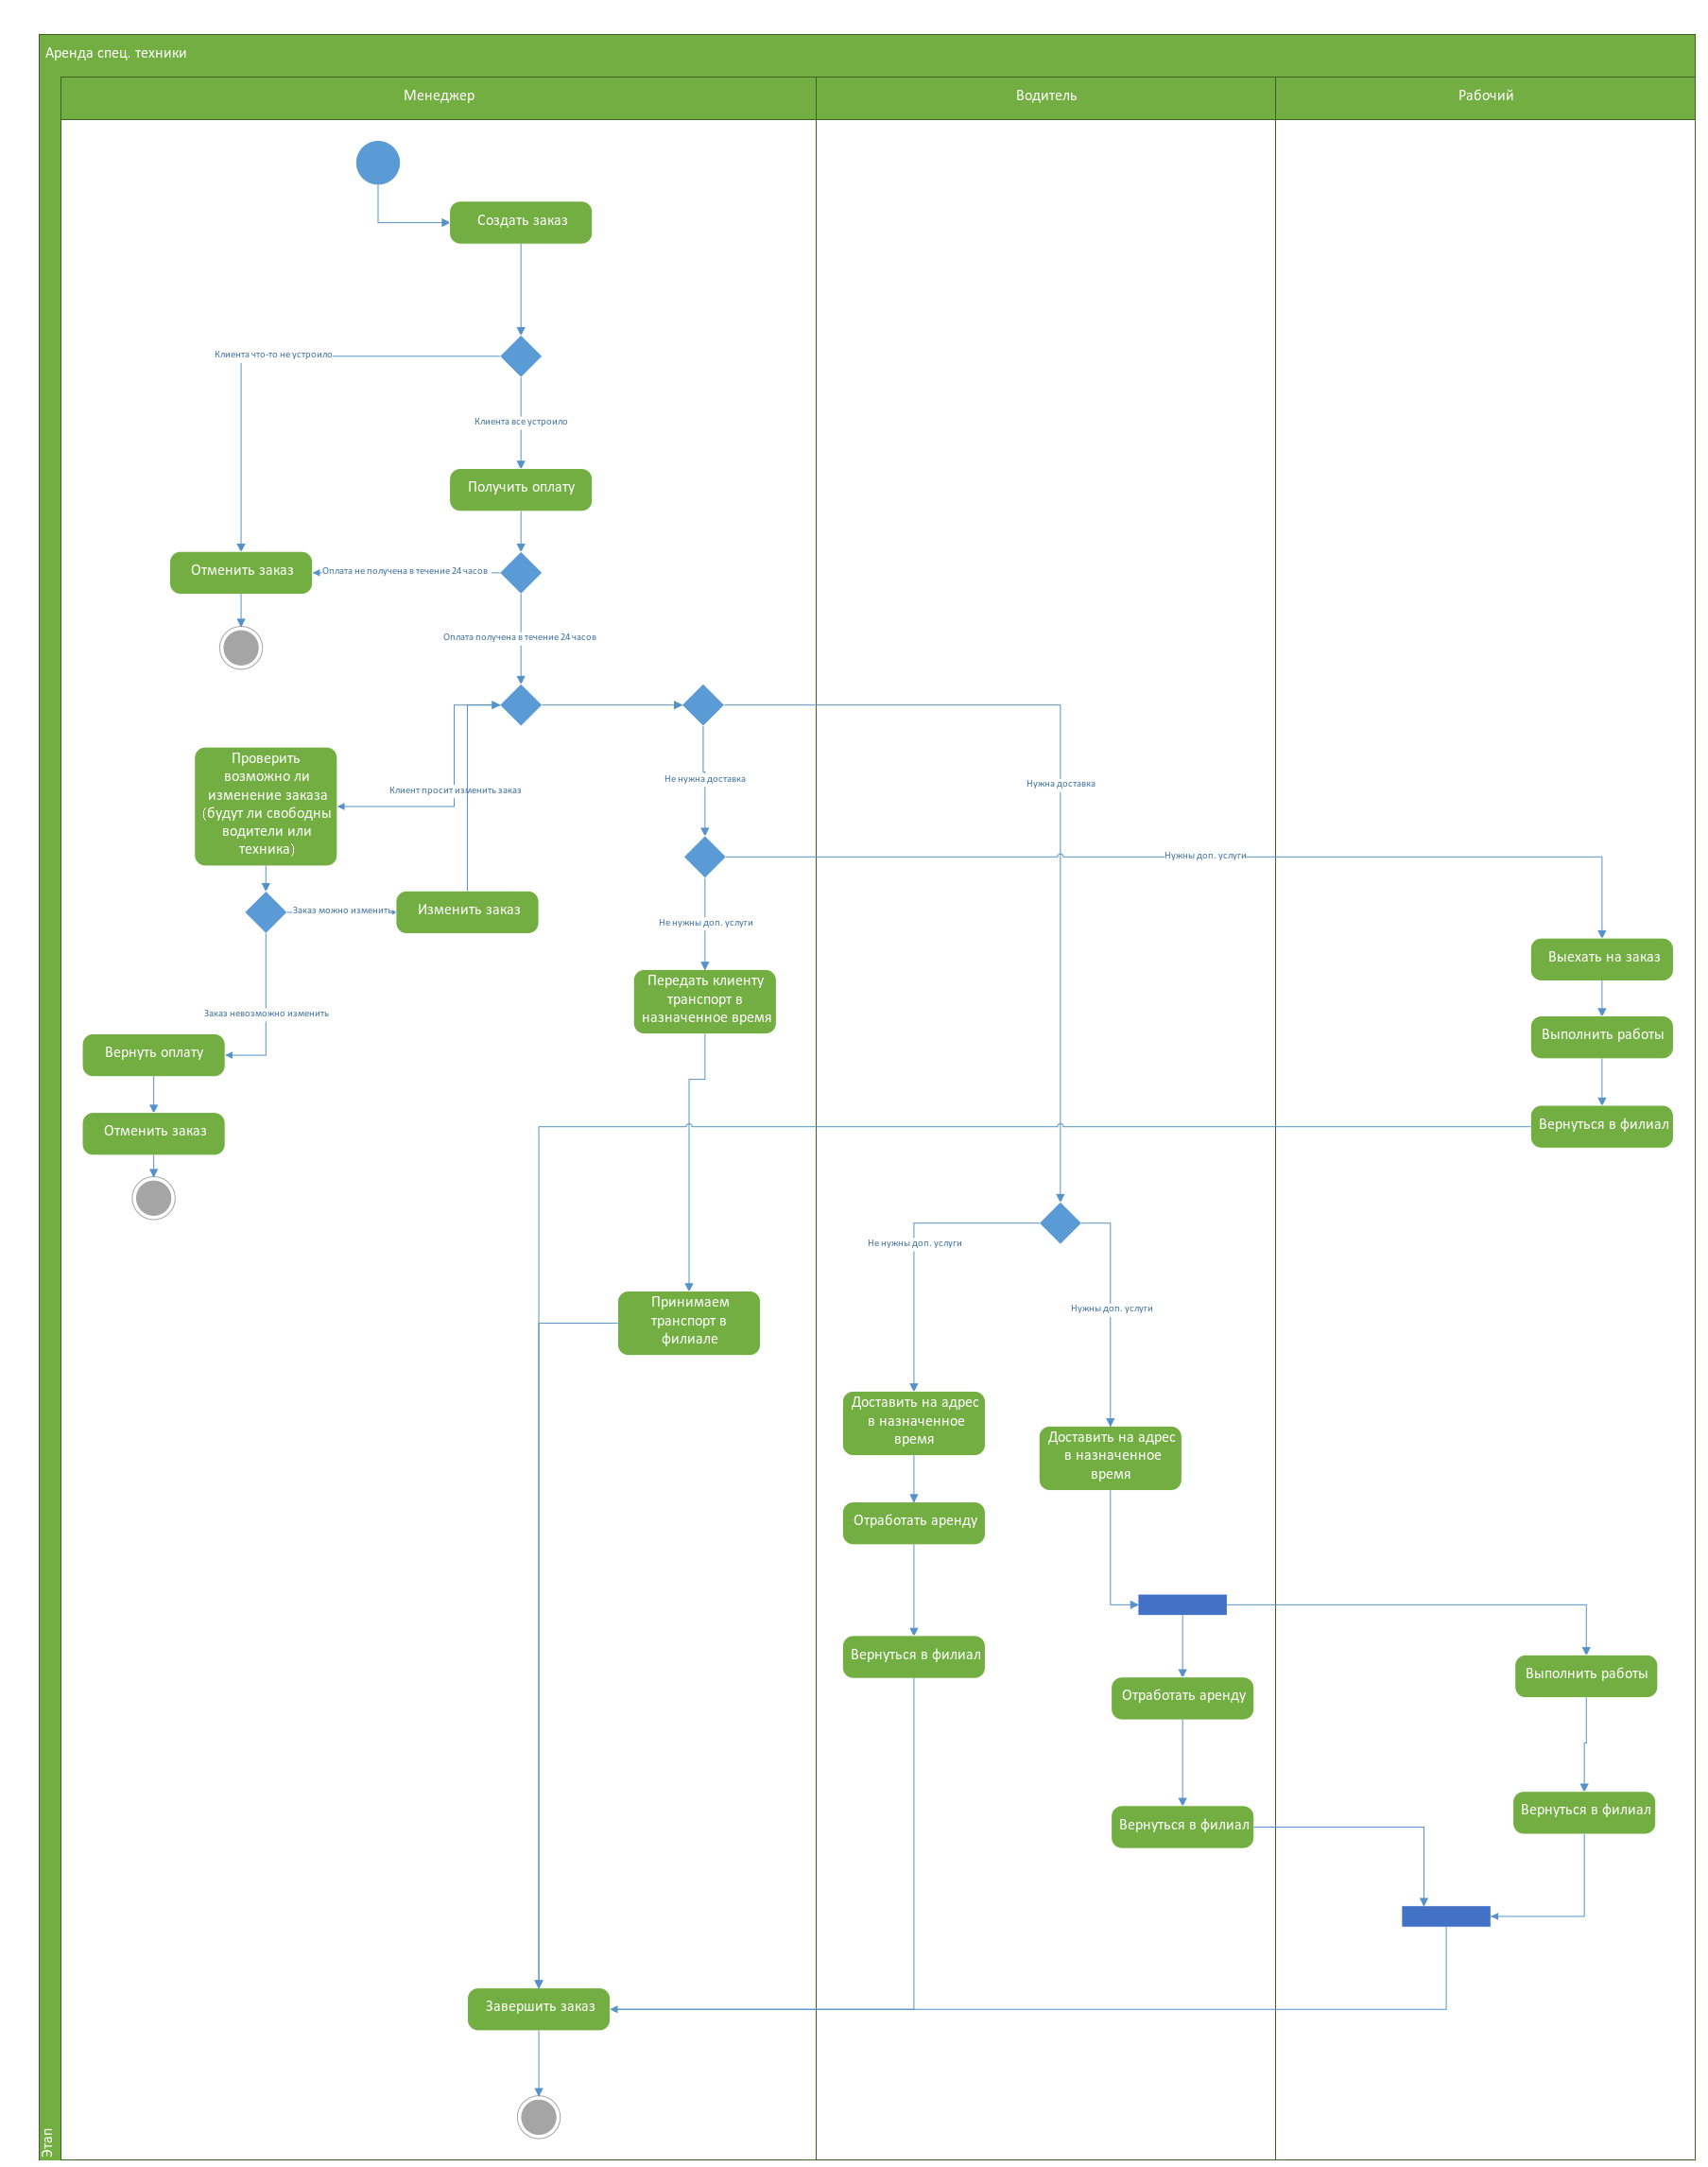 Аренда спец. техники
Менеджер
Водитель
Рабочий
Создать заказ
Клиента что-то не устроило
Клиента все устроило
Получить оплату
Отменить заказ
Оплата не получена в течение 24 часов
Оплата получена в течение 24 часов
Проверить
возможно ли
изменение заказа
(будут ли свободны
водители или
техника)
Клиент просит изменить заказ
Не нужна доставка
Нужна доставка
Нужны доп. услуги
Заказ можно изменить
Изменить заказ
Не нужны доп. услуги
Выехать на заказ
Передать клиенту
транспорт в
назначенное время
Заказ невозможно изменить
Выполнить работы
Вернуть оплату
Отменить заказ
Вернуться в филиал
Не нужны доп. услуги
Нужны доп. услуги
Принимаем
транспорт в
филиале
Доставить на адрес
в назначенное
время
Доставить на адрес
в назначенное
время
Отработать аренду
Вернуться в филиал
Выполнить работы
Отработать аренду
Вернуться в филиал
Вернуться в филиал
Завершить заказ
Этап